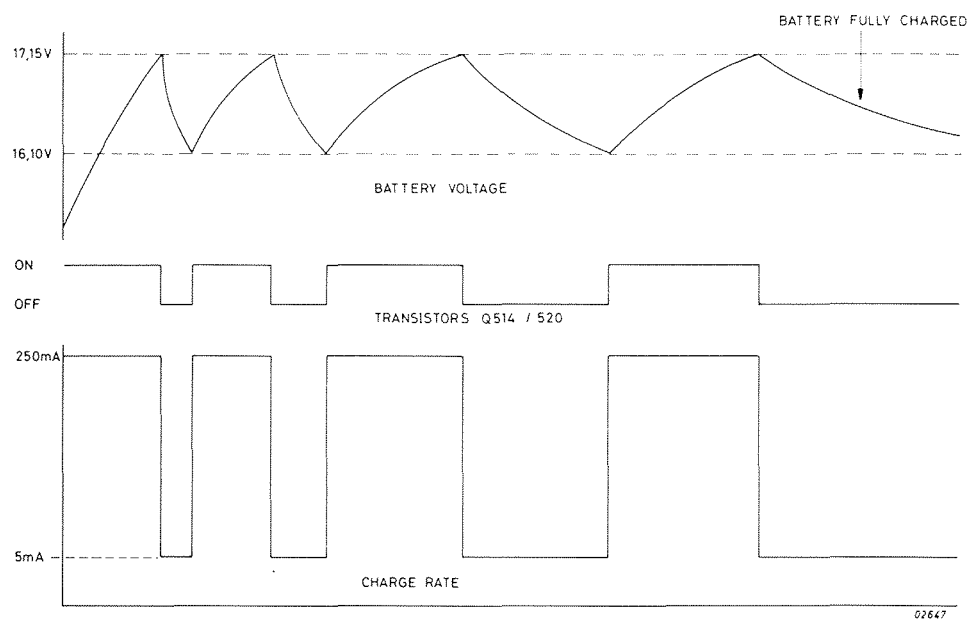 BATTERY FULLY CHARGED
17,15V
16,10V
BATTERY VOLTAGE
ON
OFF
TRANSISTORS Q514 / 520
250mA
5mA
CHARGE RATE
02647